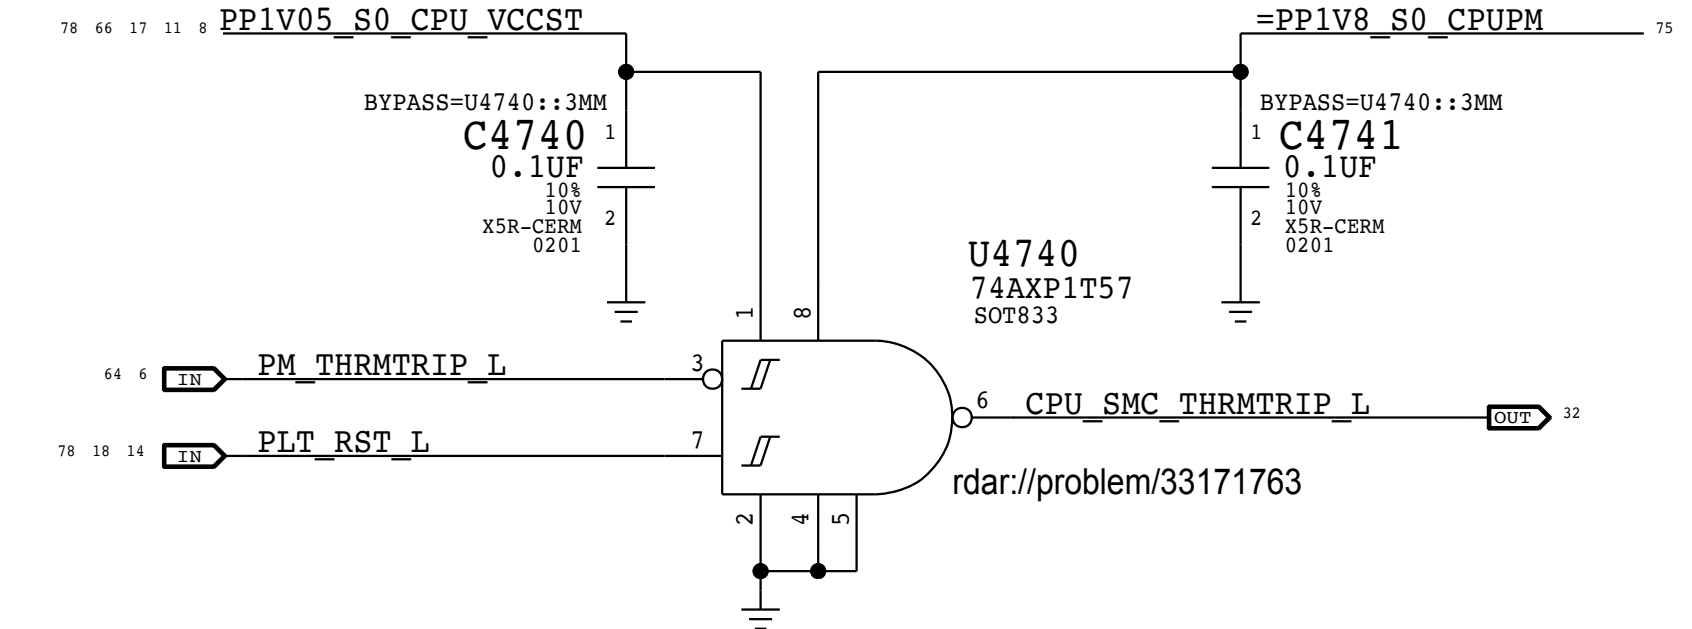 78 66 17 11 8 PP1V05_S0_CPU_VCCST
=PP1V8_S0_CPUPM 75
BYPASS=U4740::3MM
C4740 1
0.1UF
10%
10V
X5R-CERM
0201
2
BYPASS=U4740::3MM
1 C4741
0.1UF
10%
10V
X5R-CERM
0201
2
U4740
74AXP1T57
SOT833
1 8
64 6 IN PM_THRMTRIP_L 3
78 18 14 IN PLT_RST_L 7
6 CPU_SMC_THRMTRIP_L OUT 32
rdar://problem/33171763
2 4 5